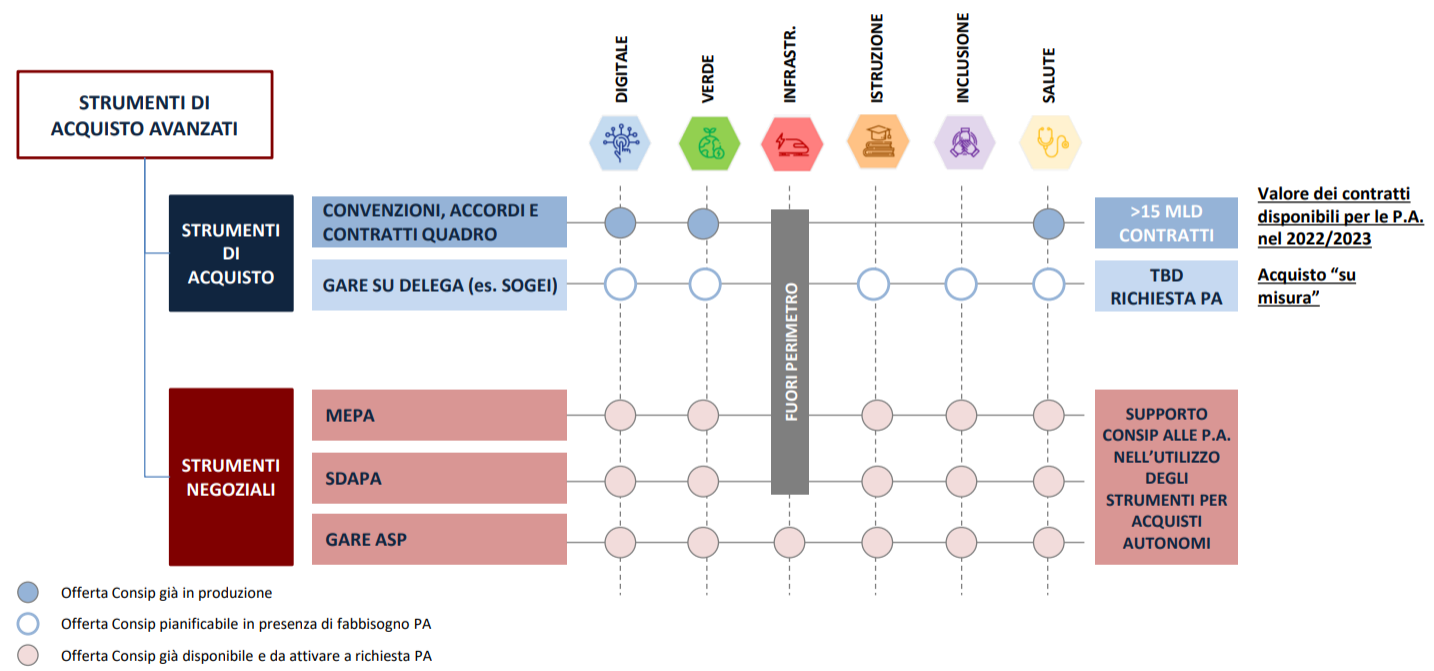 DIGITALE
VERDE
INFRASTR.
ISTRUZIONE
INCLUSIONE
SALUTE
STRUMENTI DI
ACQUISTO AVANZATI
STRUMENTI
DI
ACQUISTO
CONVENZIONI, ACCORDI E
CONTRATTI QUADRO
>15 MLD
CONTRATTI
Valore dei contratti
disponibili per le P.A.
nel 2022/2023
GARE SU DELEGA (es. SOGEI)
TBD
RICHIESTA PA
Acquisto “su
misura”
FUORI PERIMETRO
STRUMENTI
NEGOZIALI
MEPA
SDAPA
GARE ASP
SUPPORTO
CONSIP ALLE P.A.
NELL’UTILIZZO
DEGLI
STRUMENTI PER
ACQUISTI
AUTONOMI
Offerta Consip già in produzione
Offerta Consip pianificabile in presenza di fabbisogno PA
Offerta Consip già disponibile e da attivare a richiesta PA